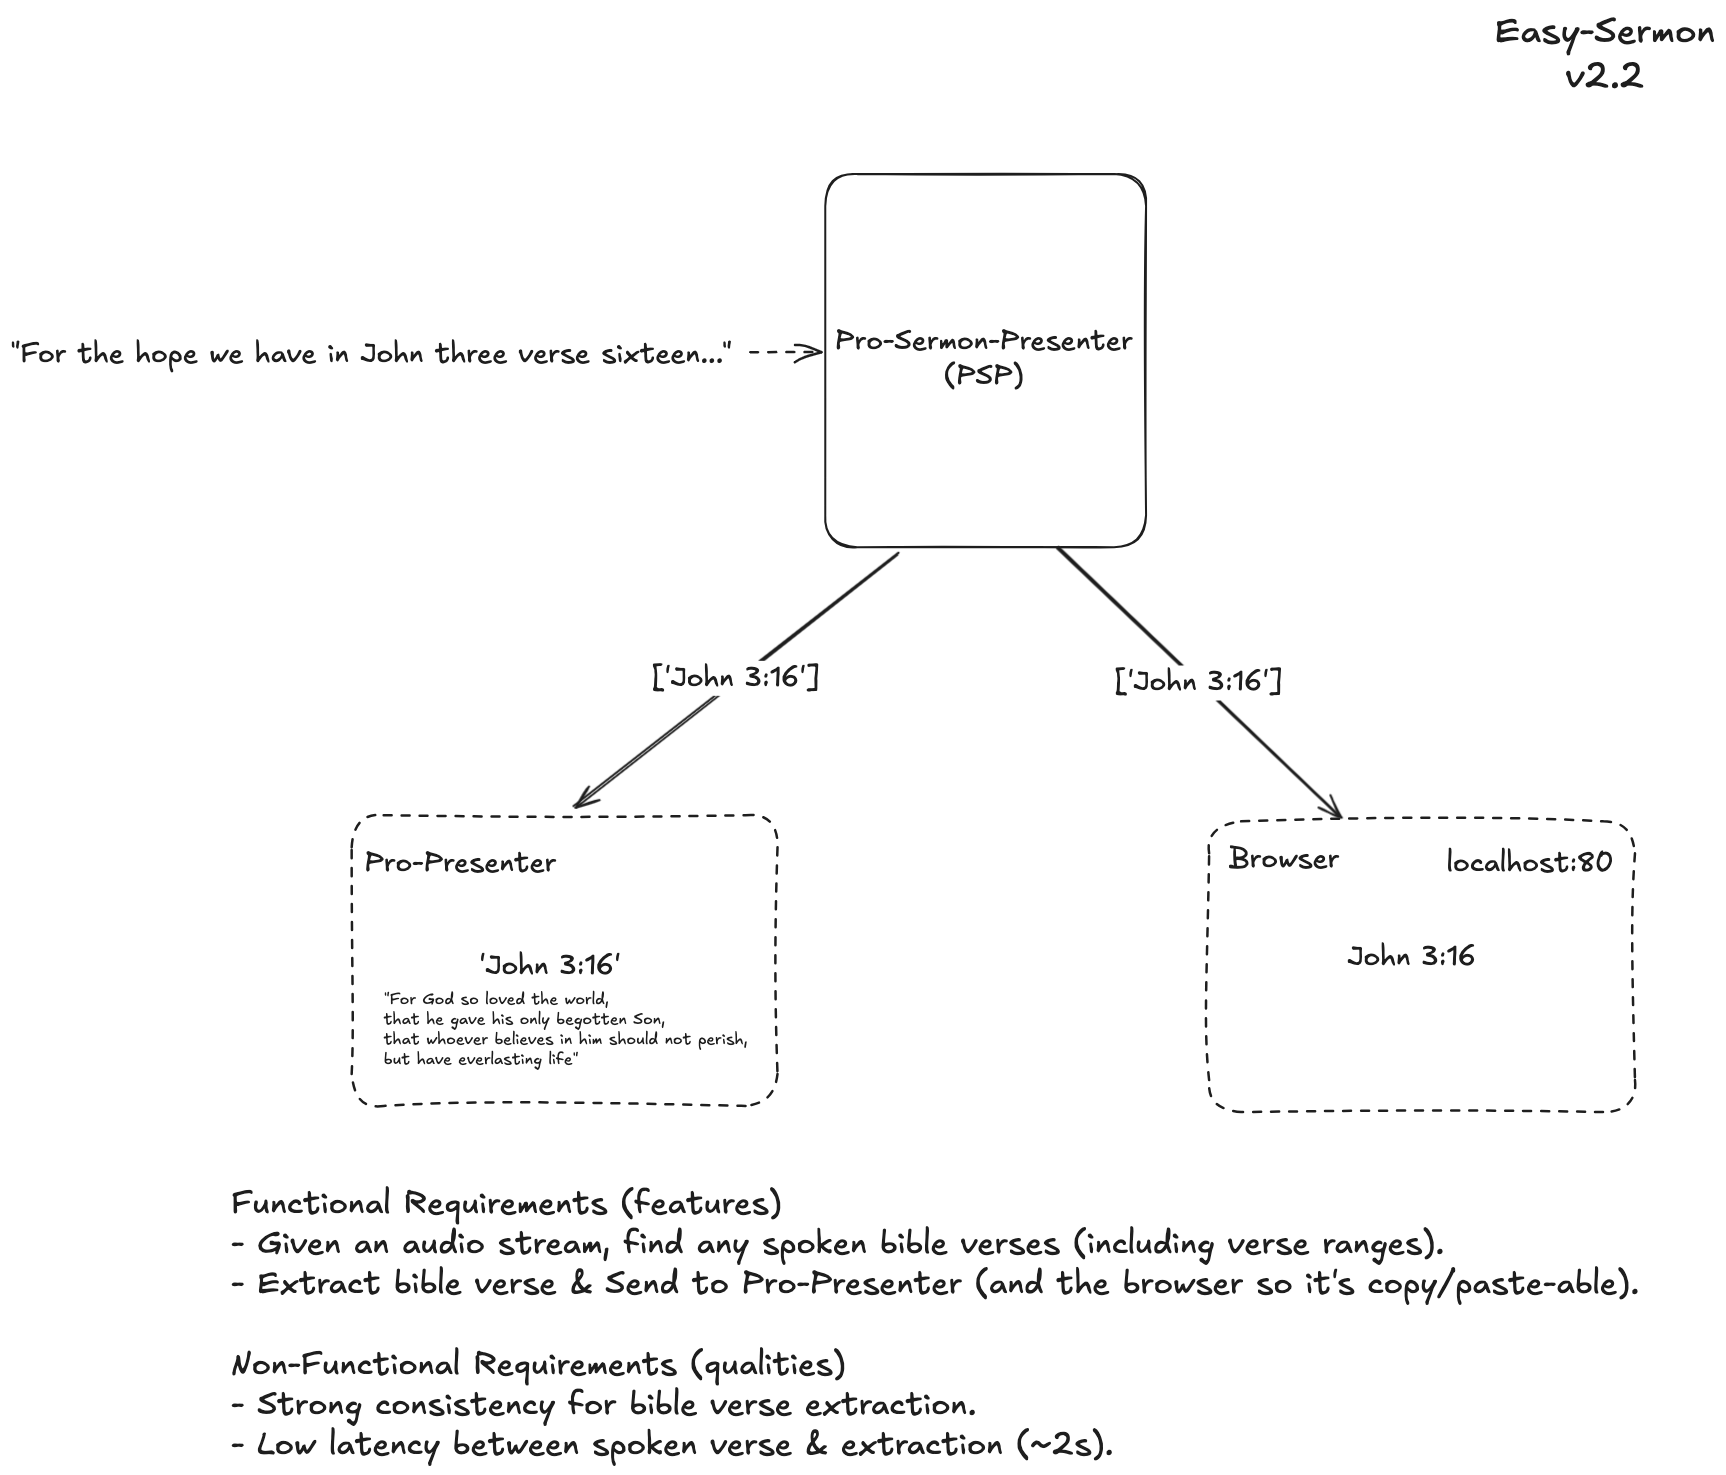 Easy-Sermon
v2.2
"For the hope we have in John three verse sixteen..."
Pro-Sermon-Presenter
(PSP)
['John 3:16']
['John 3:16']
Pro-Presenter
'John 3:16'
"For God so loved the world,
that he gave his only begotten Son,
that whoever believes in him should not perish,
but have everlasting life"
Browser
localhost:80
John 3:16
Functional Requirements (features)
- Given an audio stream, find any spoken bible verses (including verse ranges).
- Extract bible verse & Send to Pro-Presenter (and the browser so it's copy/paste-able).
Non-Functional Requirements (qualities)
- Strong consistency for bible verse extraction.
- Low latency between spoken verse & extraction (~2s).